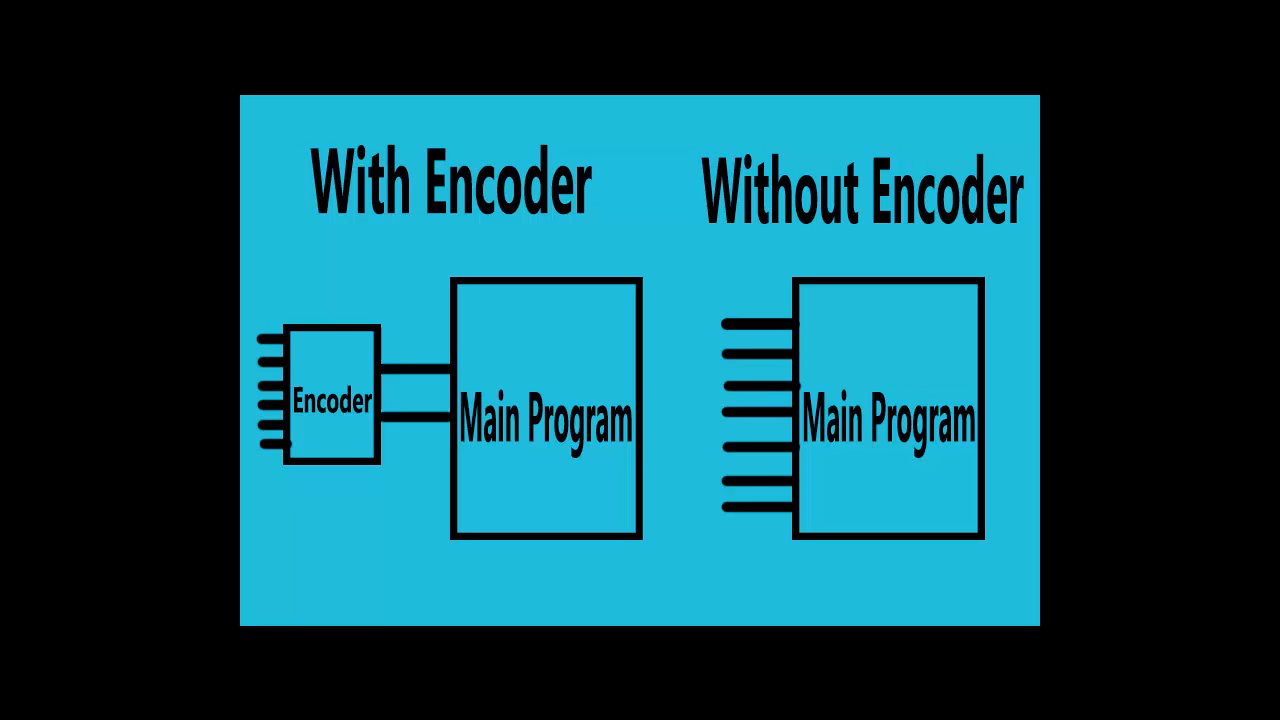 With Encoder
Without Encoder
Encoder
Main Program
Main Program